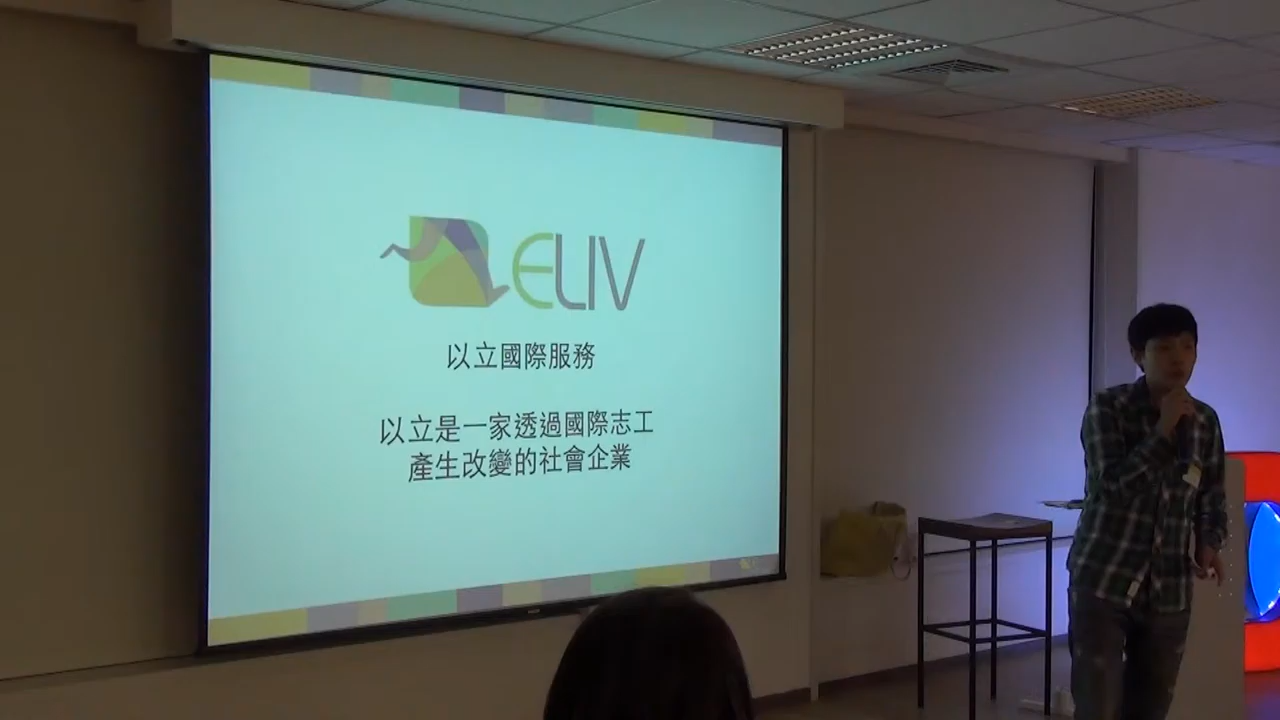 ELIV
以立國際服務
以立是一家透過國際志工
產生改變的社會企業